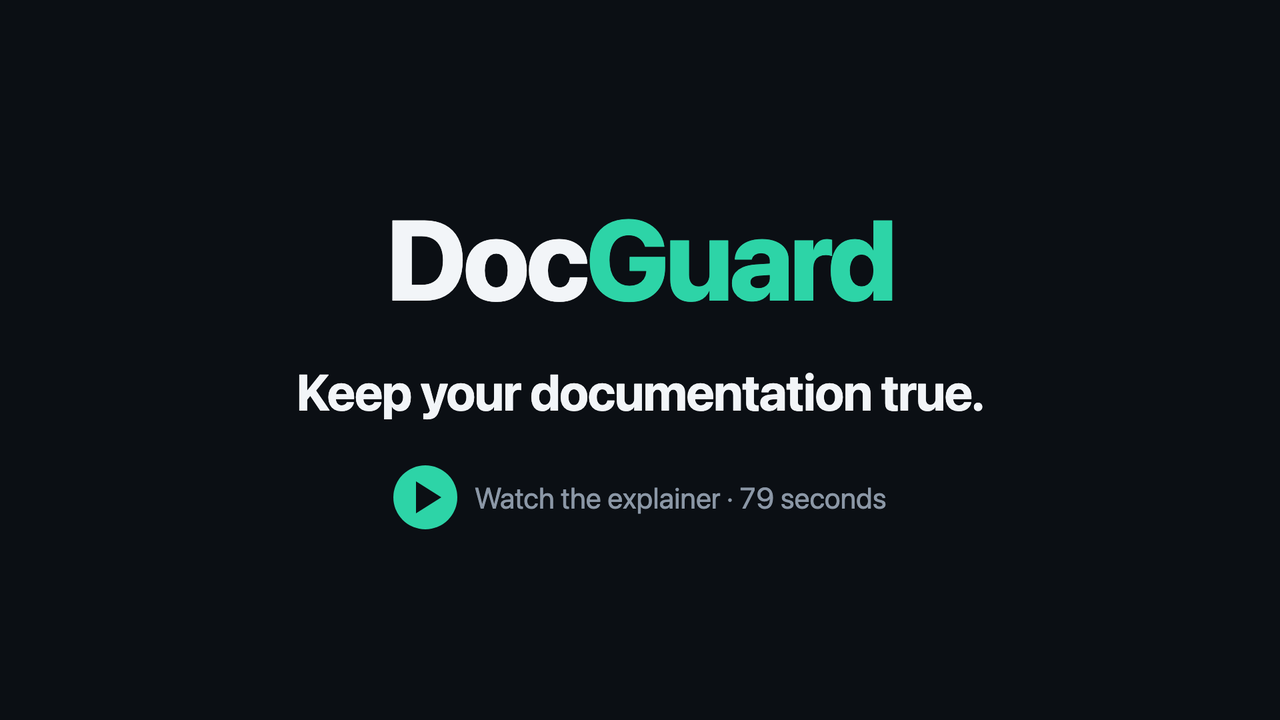 DocGuard
Keep your documentation true.
Watch the explainer · 79 seconds